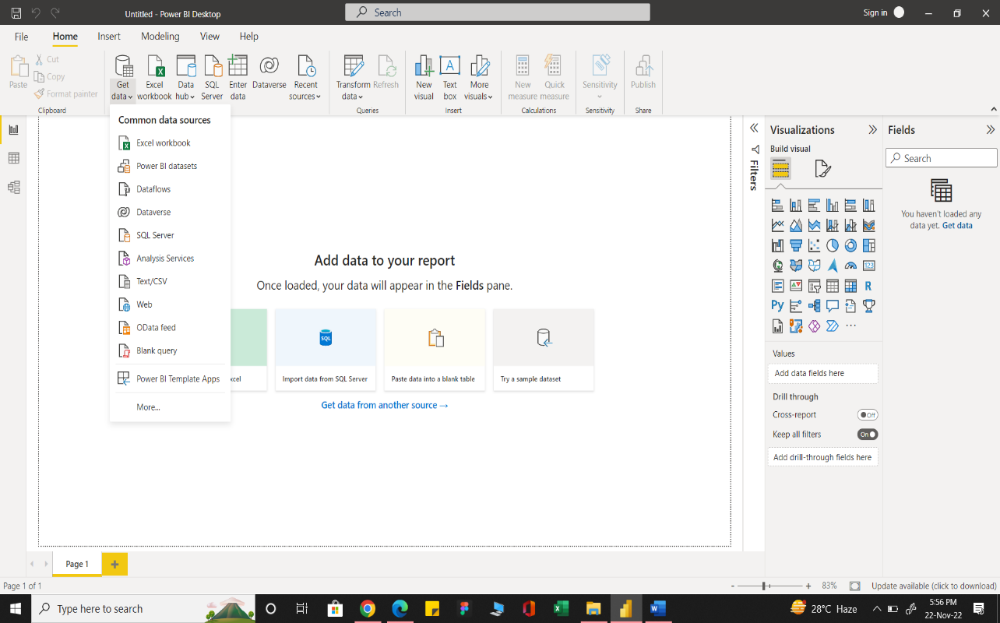 Untitled - Power BI Desktop
Search
Sign in
File
Home
Insert
Modeling
View
Help
Paste
Cut
Copy
Format painter
Clipboard
Get data
Excel workbook
Data hub
SQL Server
Enter data
Dataverse
Recent sources
Transform data
Refresh
Queries
New visual
Text box
More visuals
Insert
New measure
Quick measure
Calculations
Sensitivity
Sensitivity
Publish
Share
Common data sources
Excel workbook
Power BI datasets
Dataflows
Dataverse
SQL Server
Analysis Services
Text/CSV
Web
OData feed
Blank query
Power BI Template Apps
More...
Add data to your report
Once loaded, your data will appear in the Fields pane.
xcel
SQL
Import data from SQL Server
Paste data into a blank table
Try a sample dataset
Get data from another source →
Filters
Visualizations
Build visual
123
R
Py
Values
Add data fields here
Drill through
Cross-report
Off
Keep all filters
On
Add drill-through fields here
Fields
Search
You haven't loaded any
data yet. Get data
Page 1
+
Page 1 of 1
- + 83%
Update available (click to download)
Type here to search
28°C Haze
5:56 PM
22-Nov-22